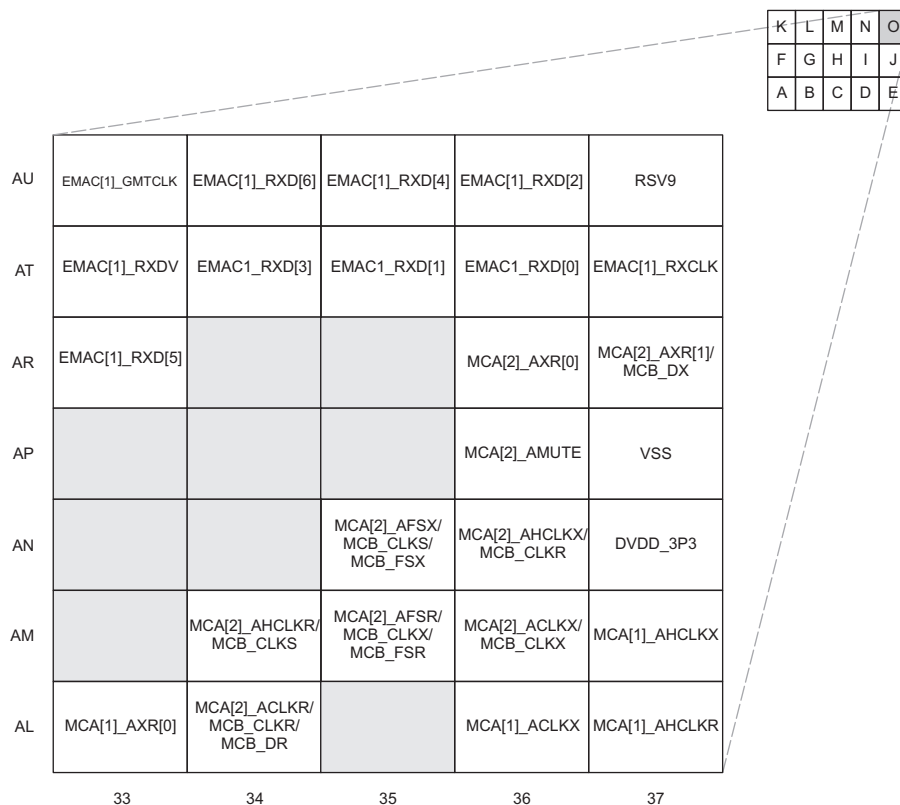 K L M N O
F G H I J
A B C D E
AU EMAC[1]_GMTCLK EMAC[1]_RXD[6] EMAC[1]_RXD[4] EMAC[1]_RXD[2] RSV9
AT EMAC[1]_RXDV EMAC1_RXD[3] EMAC1_RXD[1] EMAC1_RXD[0] EMAC[1]_RXCLK
AR EMAC[1]_RXD[5] MCA[2]_AXR[0] MCA[2]_AXR[1]/
MCB_DX
AP MCA[2]_AMUTE VSS
AN MCA[2]_AFSX/
MCB_CLKS/
MCB_FSX
MCA[2]_AHCLKX/
MCB_CLKR
DVDD_3P3
AM MCA[2]_AHCLKR/
MCB_CLKS
MCA[2]_AFSR/
MCB_CLKX/
MCB_FSR
MCA[2]_ACLKX/
MCB_CLKX
MCA[1]_AHCLKX
AL MCA[1]_AXR[0] MCA[2]_ACLKR/
MCB_CLKR/
MCB_DR
MCA[1]_ACLKX MCA[1]_AHCLKR
33 34 35 36 37